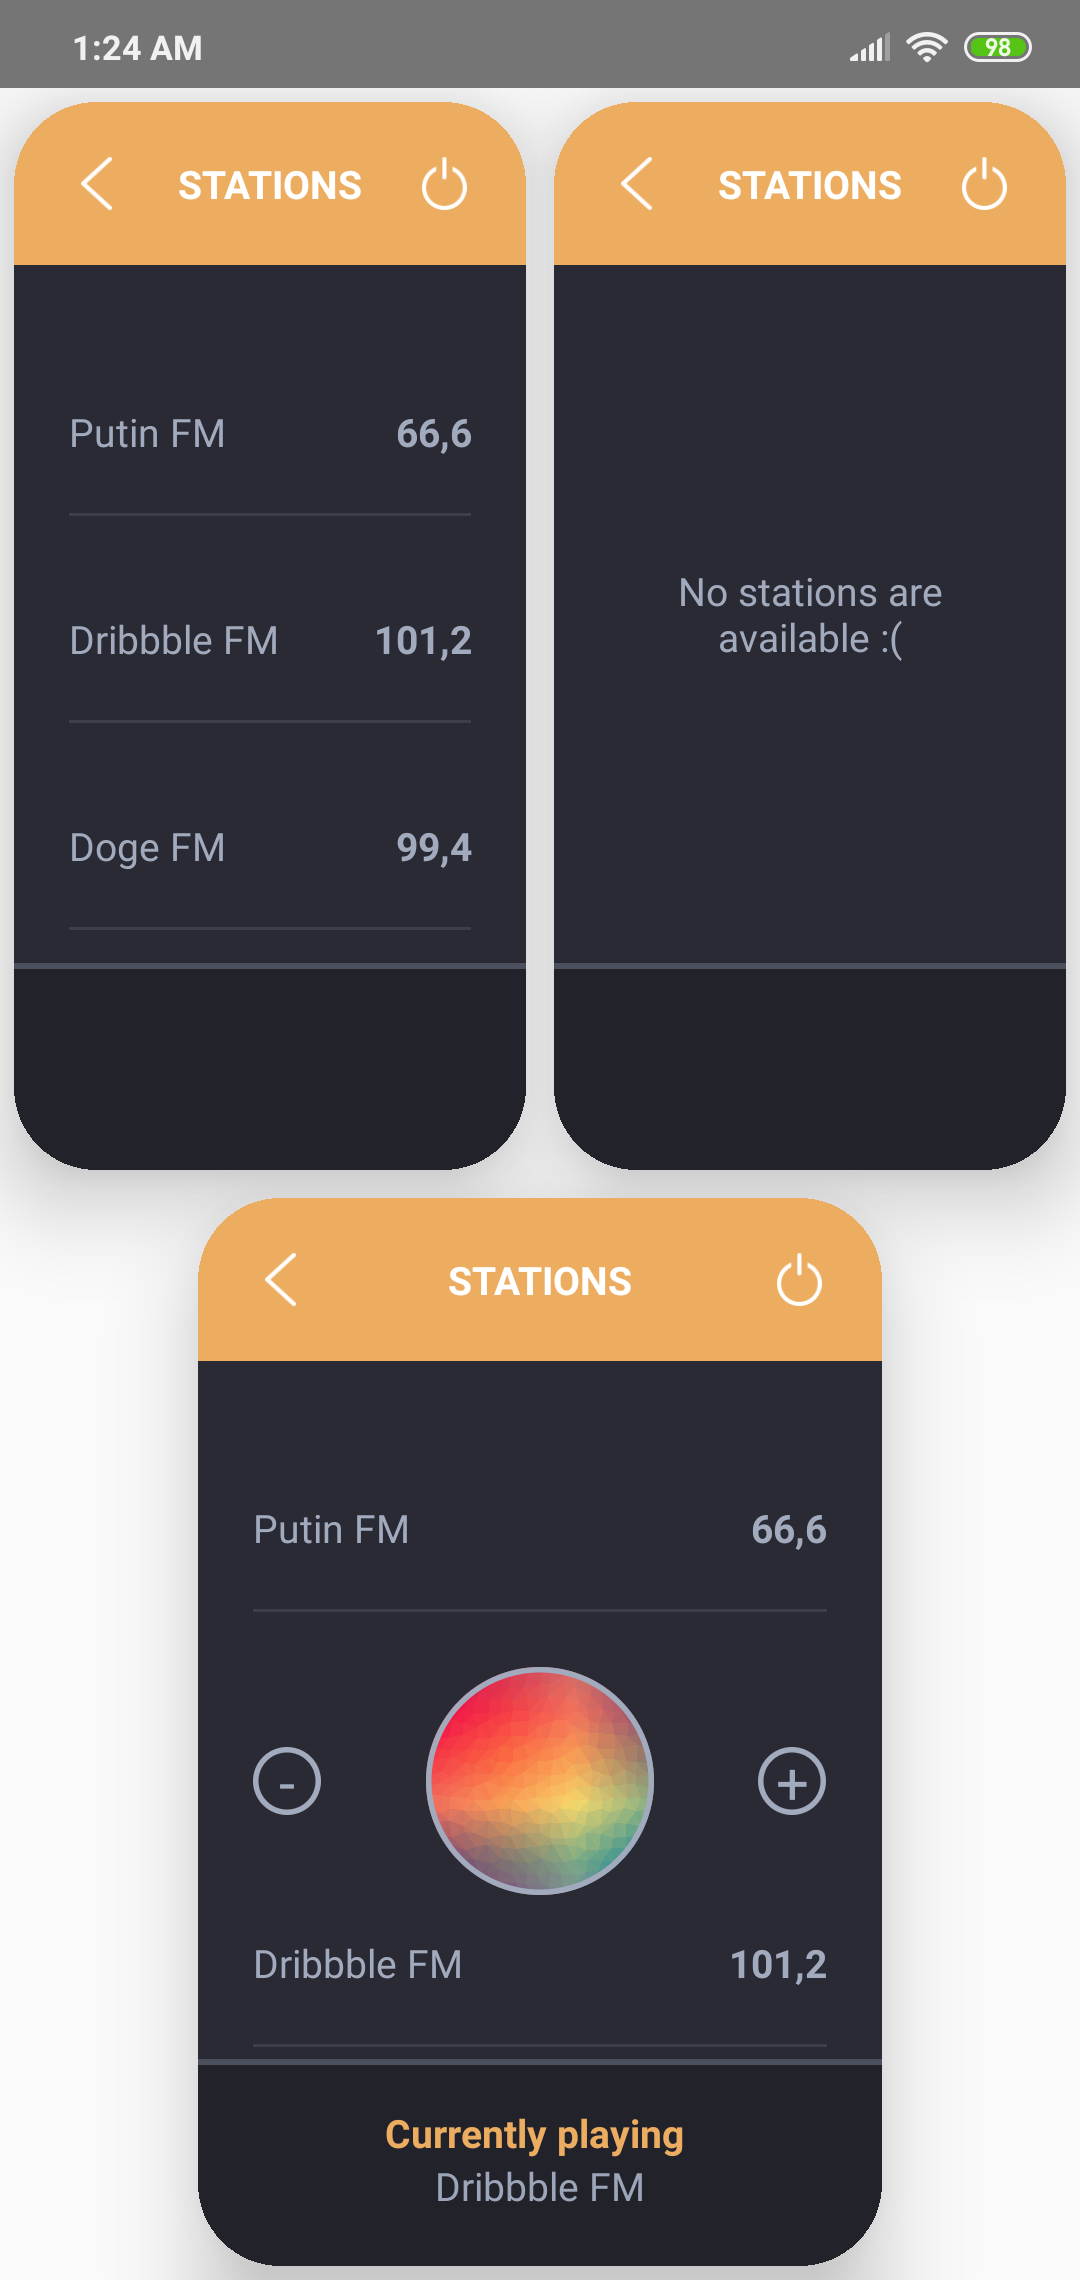 1:24 AM
98
STATIONS
Putin FM 66,6
Dribbble FM 101,2
Doge FM 99,4
STATIONS
No stations are
available :(
STATIONS
Putin FM 66,6
- +
Dribbble FM 101,2
Currently playing
Dribbble FM